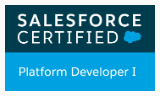 SALESFORCE
CERTIFIED
Platform Developer I